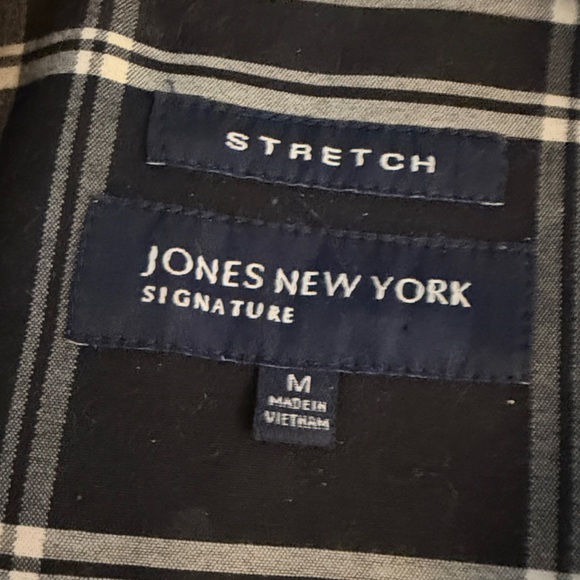 STRETCH
JONES NEW YORK
SIGNATURE
M
MADE IN
VIETNAM